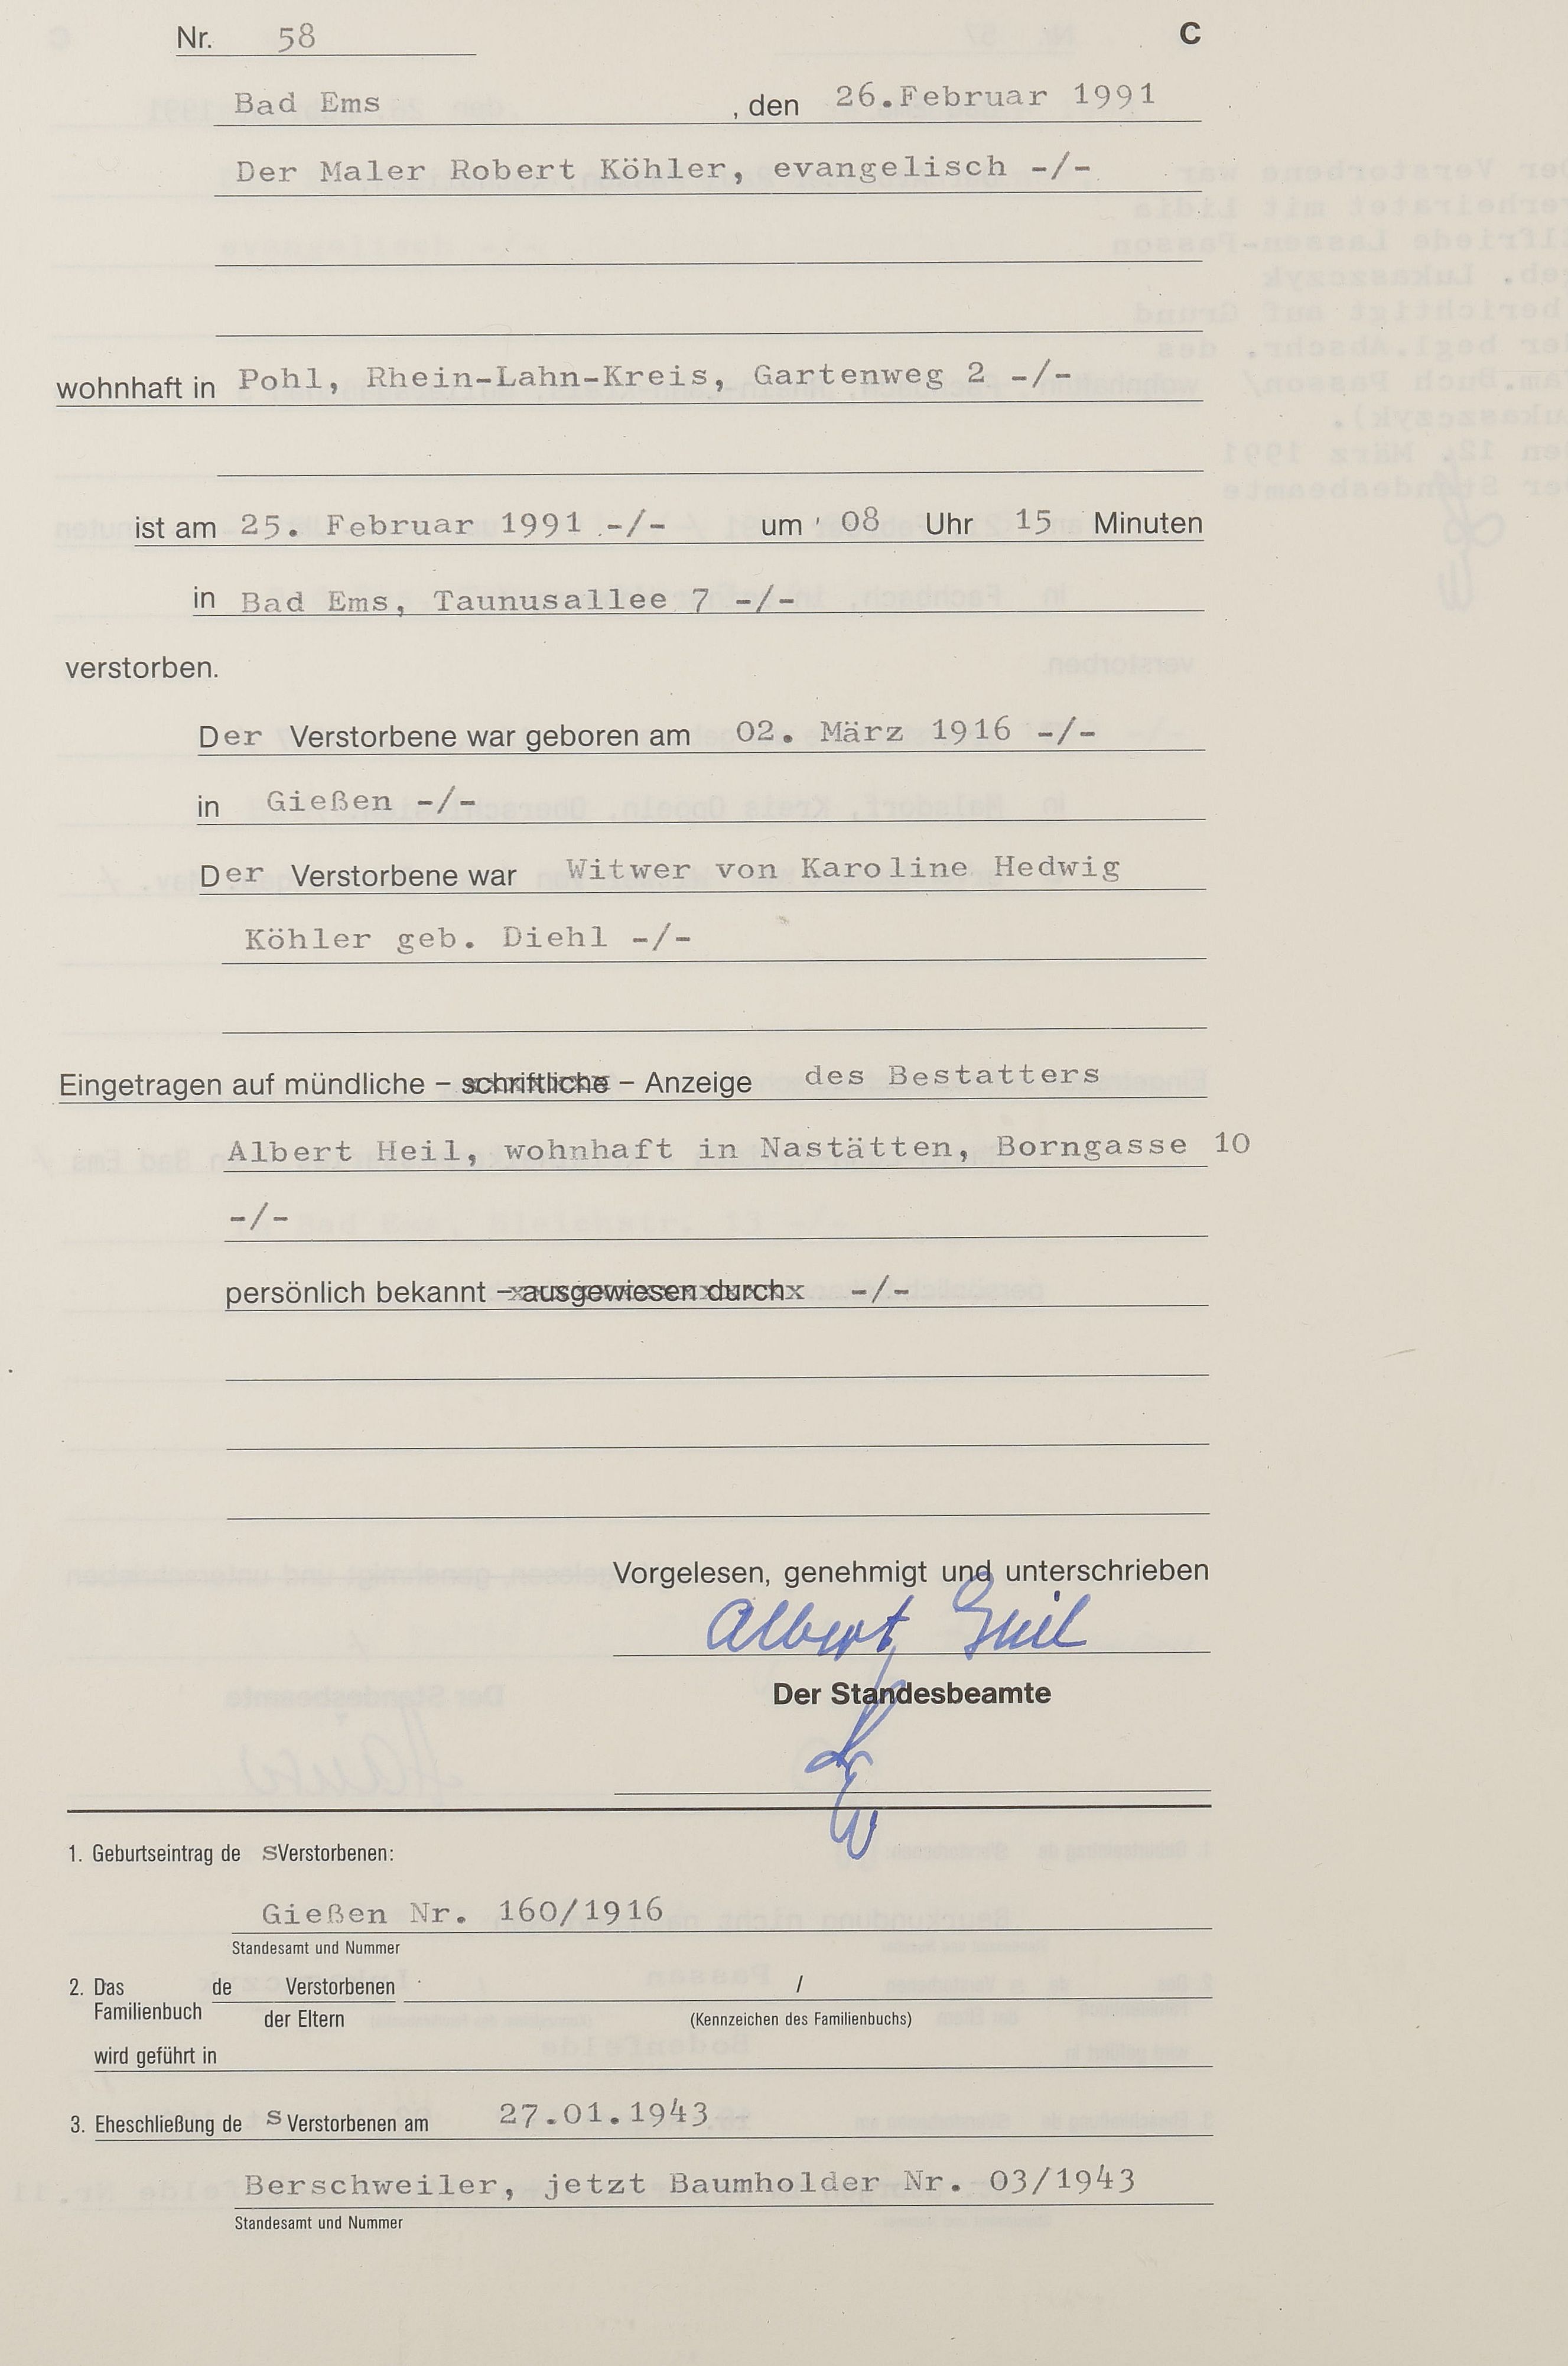 Nr. 58 C
Bad Ems , den 26.Februar 1991
Der Maler Robert Köhler, evangelisch -/-
wohnhaft in Pohl, Rhein-Lahn-Kreis, Gartenweg 2 -/-
ist am 25. Februar 1991 -/- um 08 Uhr 15 Minuten
in Bad Ems, Taunusallee 7 -/-
verstorben.
Der Verstorbene war geboren am 02. März 1916 -/-
in Gießen -/-
Der Verstorbene war Witwer von Karoline Hedwig
Köhler geb. Diehl -/-
Eingetragen auf mündliche – schriftliche – Anzeige des Bestatters
Albert Heil, wohnhaft in Nastätten, Borngasse 10
-/-
persönlich bekannt – ausgewiesen durch -/-
Vorgelesen, genehmigt und unterschrieben
Albert Heil
Der Standesbeamte
1. Geburtseintrag de s Verstorbenen:
Gießen Nr. 160/1916
Standesamt und Nummer
2. Das de Verstorbenen /
Familienbuch der Eltern (Kennzeichen des Familienbuchs)
wird geführt in
3. Eheschließung de s Verstorbenen am 27.01.1943
Berschweiler, jetzt Baumholder Nr. 03/1943
Standesamt und Nummer